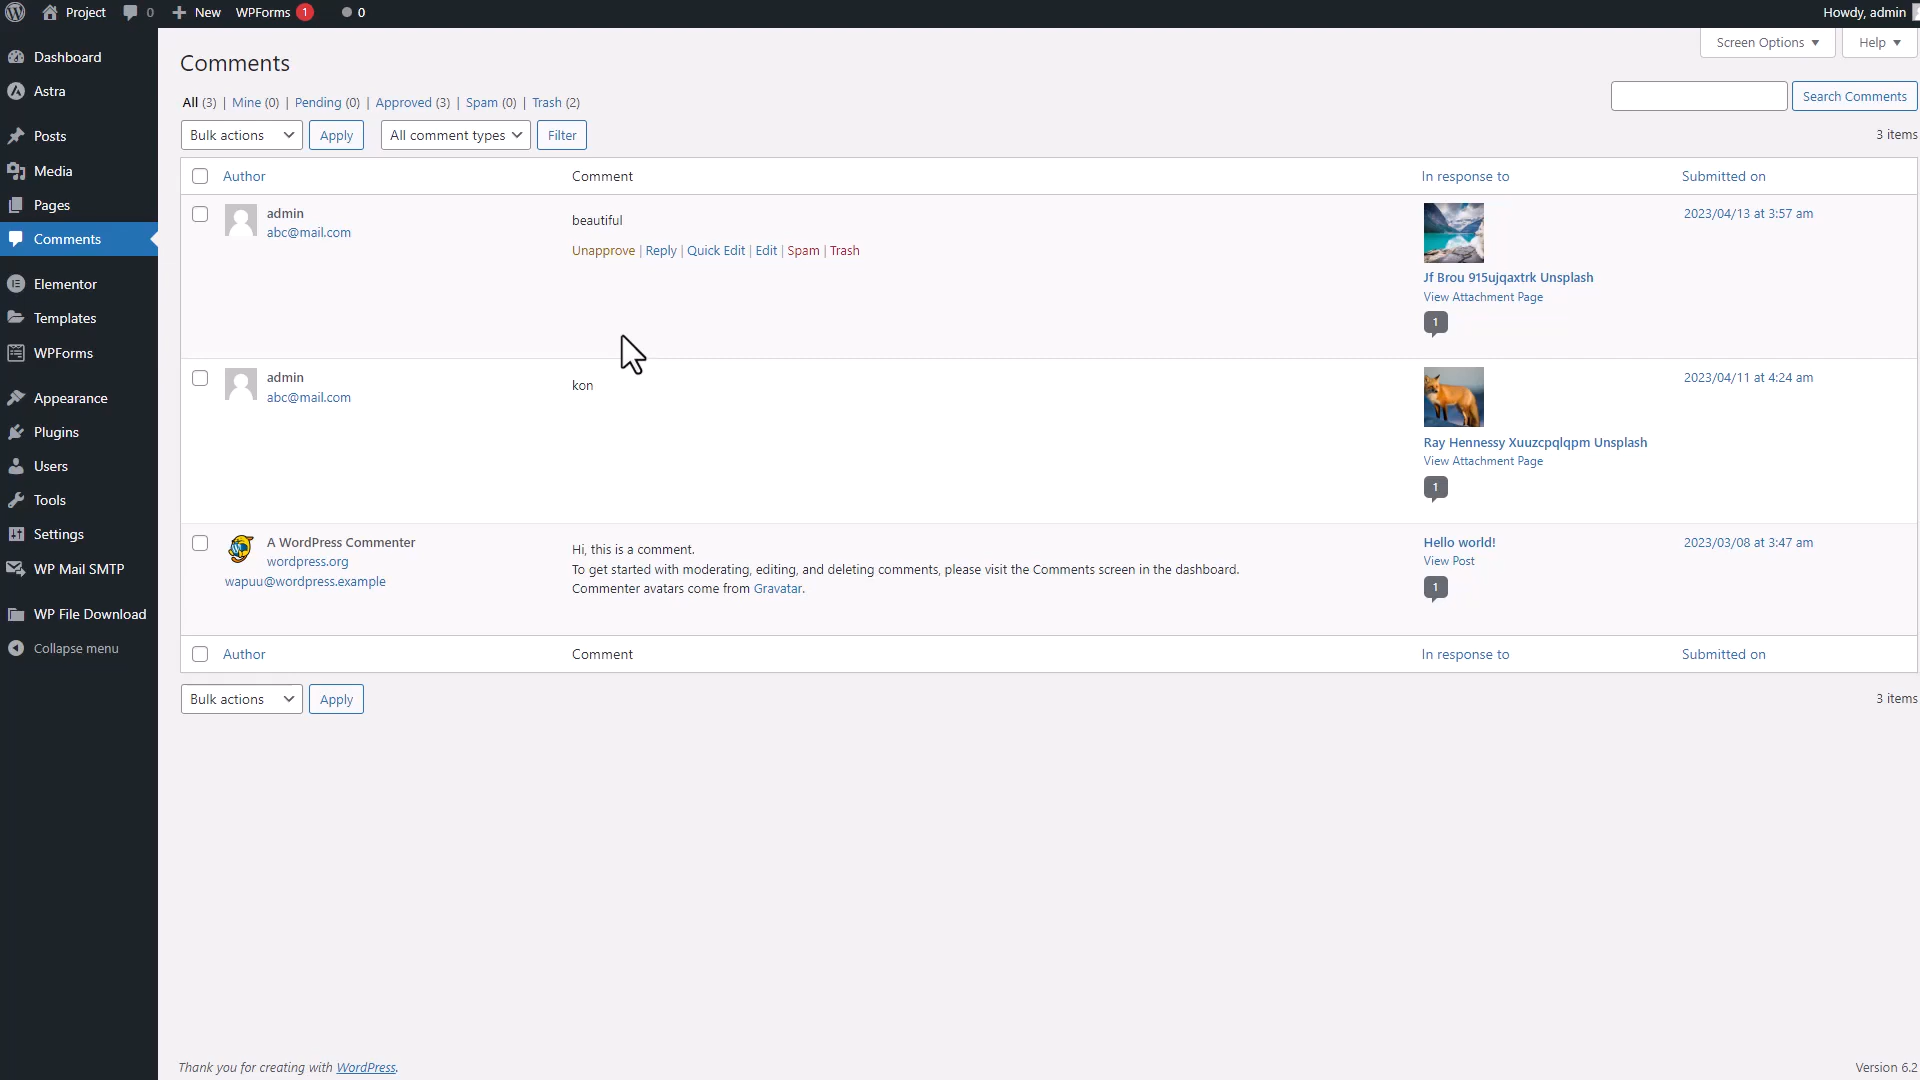 Project 0 New WPForms 1 0 Howdy, admin
Screen Options Help
Dashboard
Astra
Posts
Media
Pages
Comments
Elementor
Templates
WPForms
Appearance
Plugins
Users
Tools
Settings
WP Mail SMTP
WP File Download
Collapse menu
Comments
All (3) | Mine (0) | Pending (0) | Approved (3) | Spam (0) | Trash (2)
Search Comments
Bulk actions Apply All comment types Filter 3 items
Author Comment In response to Submitted on
admin
abc@mail.com
beautiful
Unapprove | Reply | Quick Edit | Edit | Spam | Trash
Jf Brou 915ujqaxtrk Unsplash
View Attachment Page
1
2023/04/13 at 3:57 am
admin
abc@mail.com
kon
Ray Hennessy Xuuzcpqlqpm Unsplash
View Attachment Page
1
2023/04/11 at 4:24 am
A WordPress Commenter
wordpress.org
wapuu@wordpress.example
Hi, this is a comment.
To get started with moderating, editing, and deleting comments, please visit the Comments screen in the dashboard.
Commenter avatars come from Gravatar.
Hello world!
View Post
1
2023/03/08 at 3:47 am
Author Comment In response to Submitted on
Bulk actions Apply 3 items
Thank you for creating with WordPress. Version 6.2